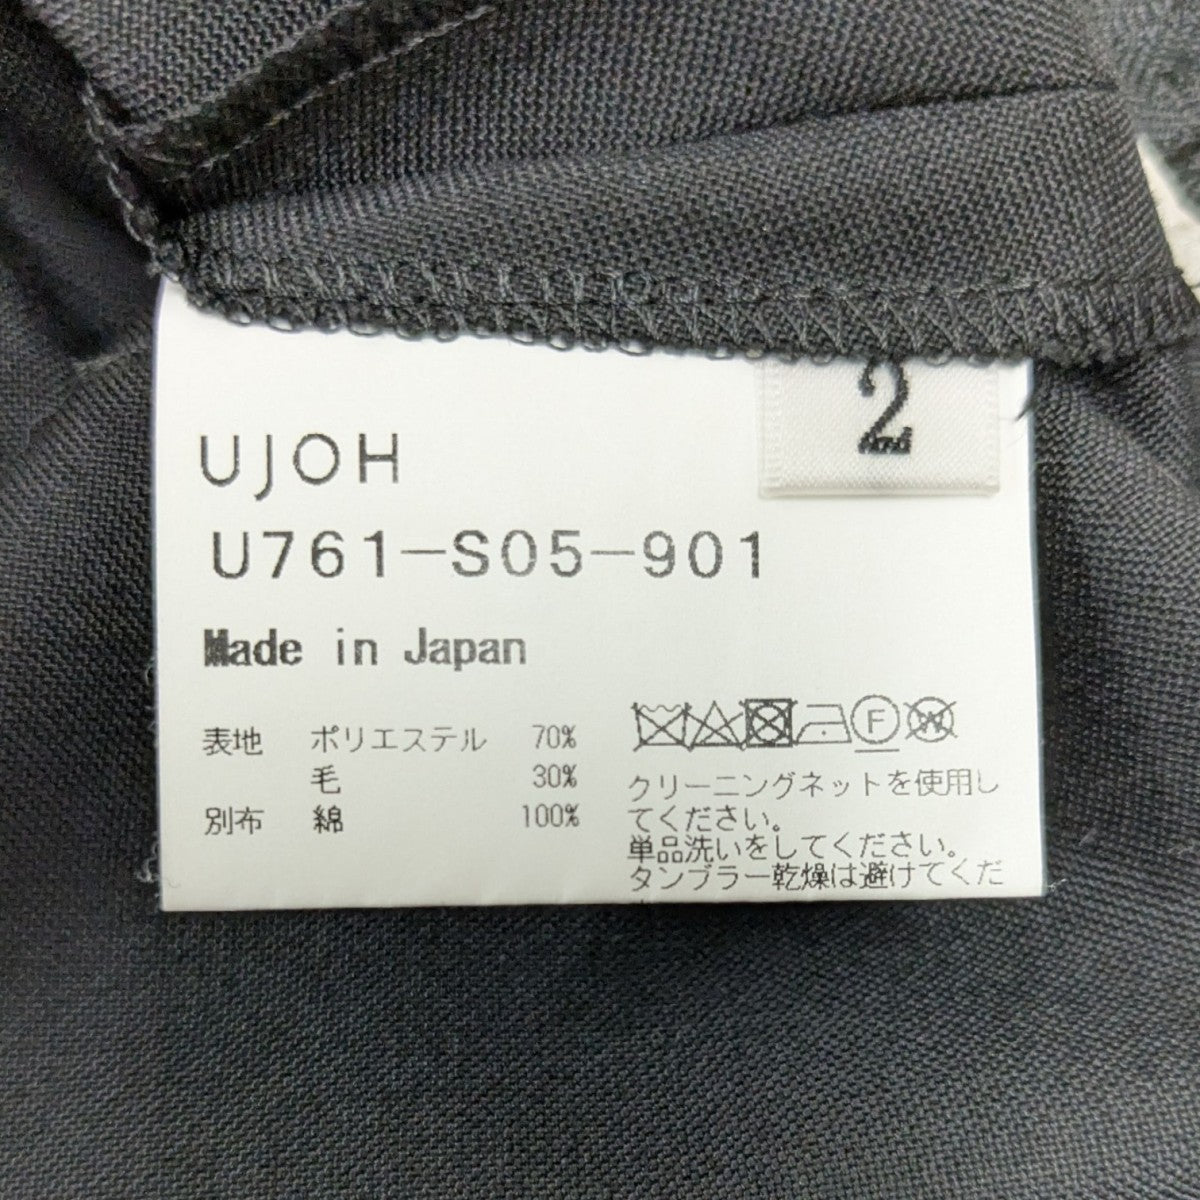 2
UJOH
U761-S05-901
Made in Japan
表地 ポリエステル 70%
毛 30%
別布 綿 100%
F W
クリーニングネットを使用し
てください。
単品洗いをしてください。
タンブラー乾燥は避けてくだ